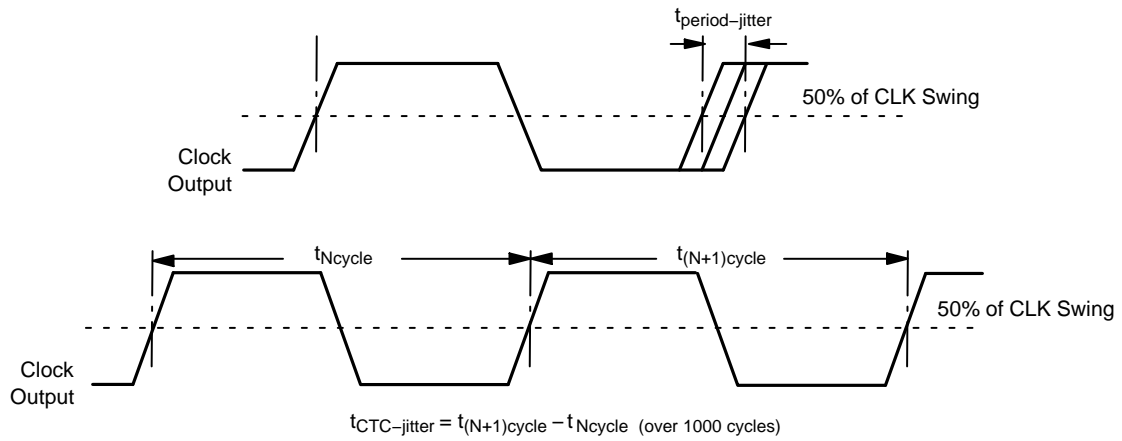 tperiod−jitter
50% of CLK Swing
Clock
Output
tNcycle
t(N+1)cycle
50% of CLK Swing
Clock
Output
tCTC−jitter = t(N+1)cycle − tNcycle (over 1000 cycles)